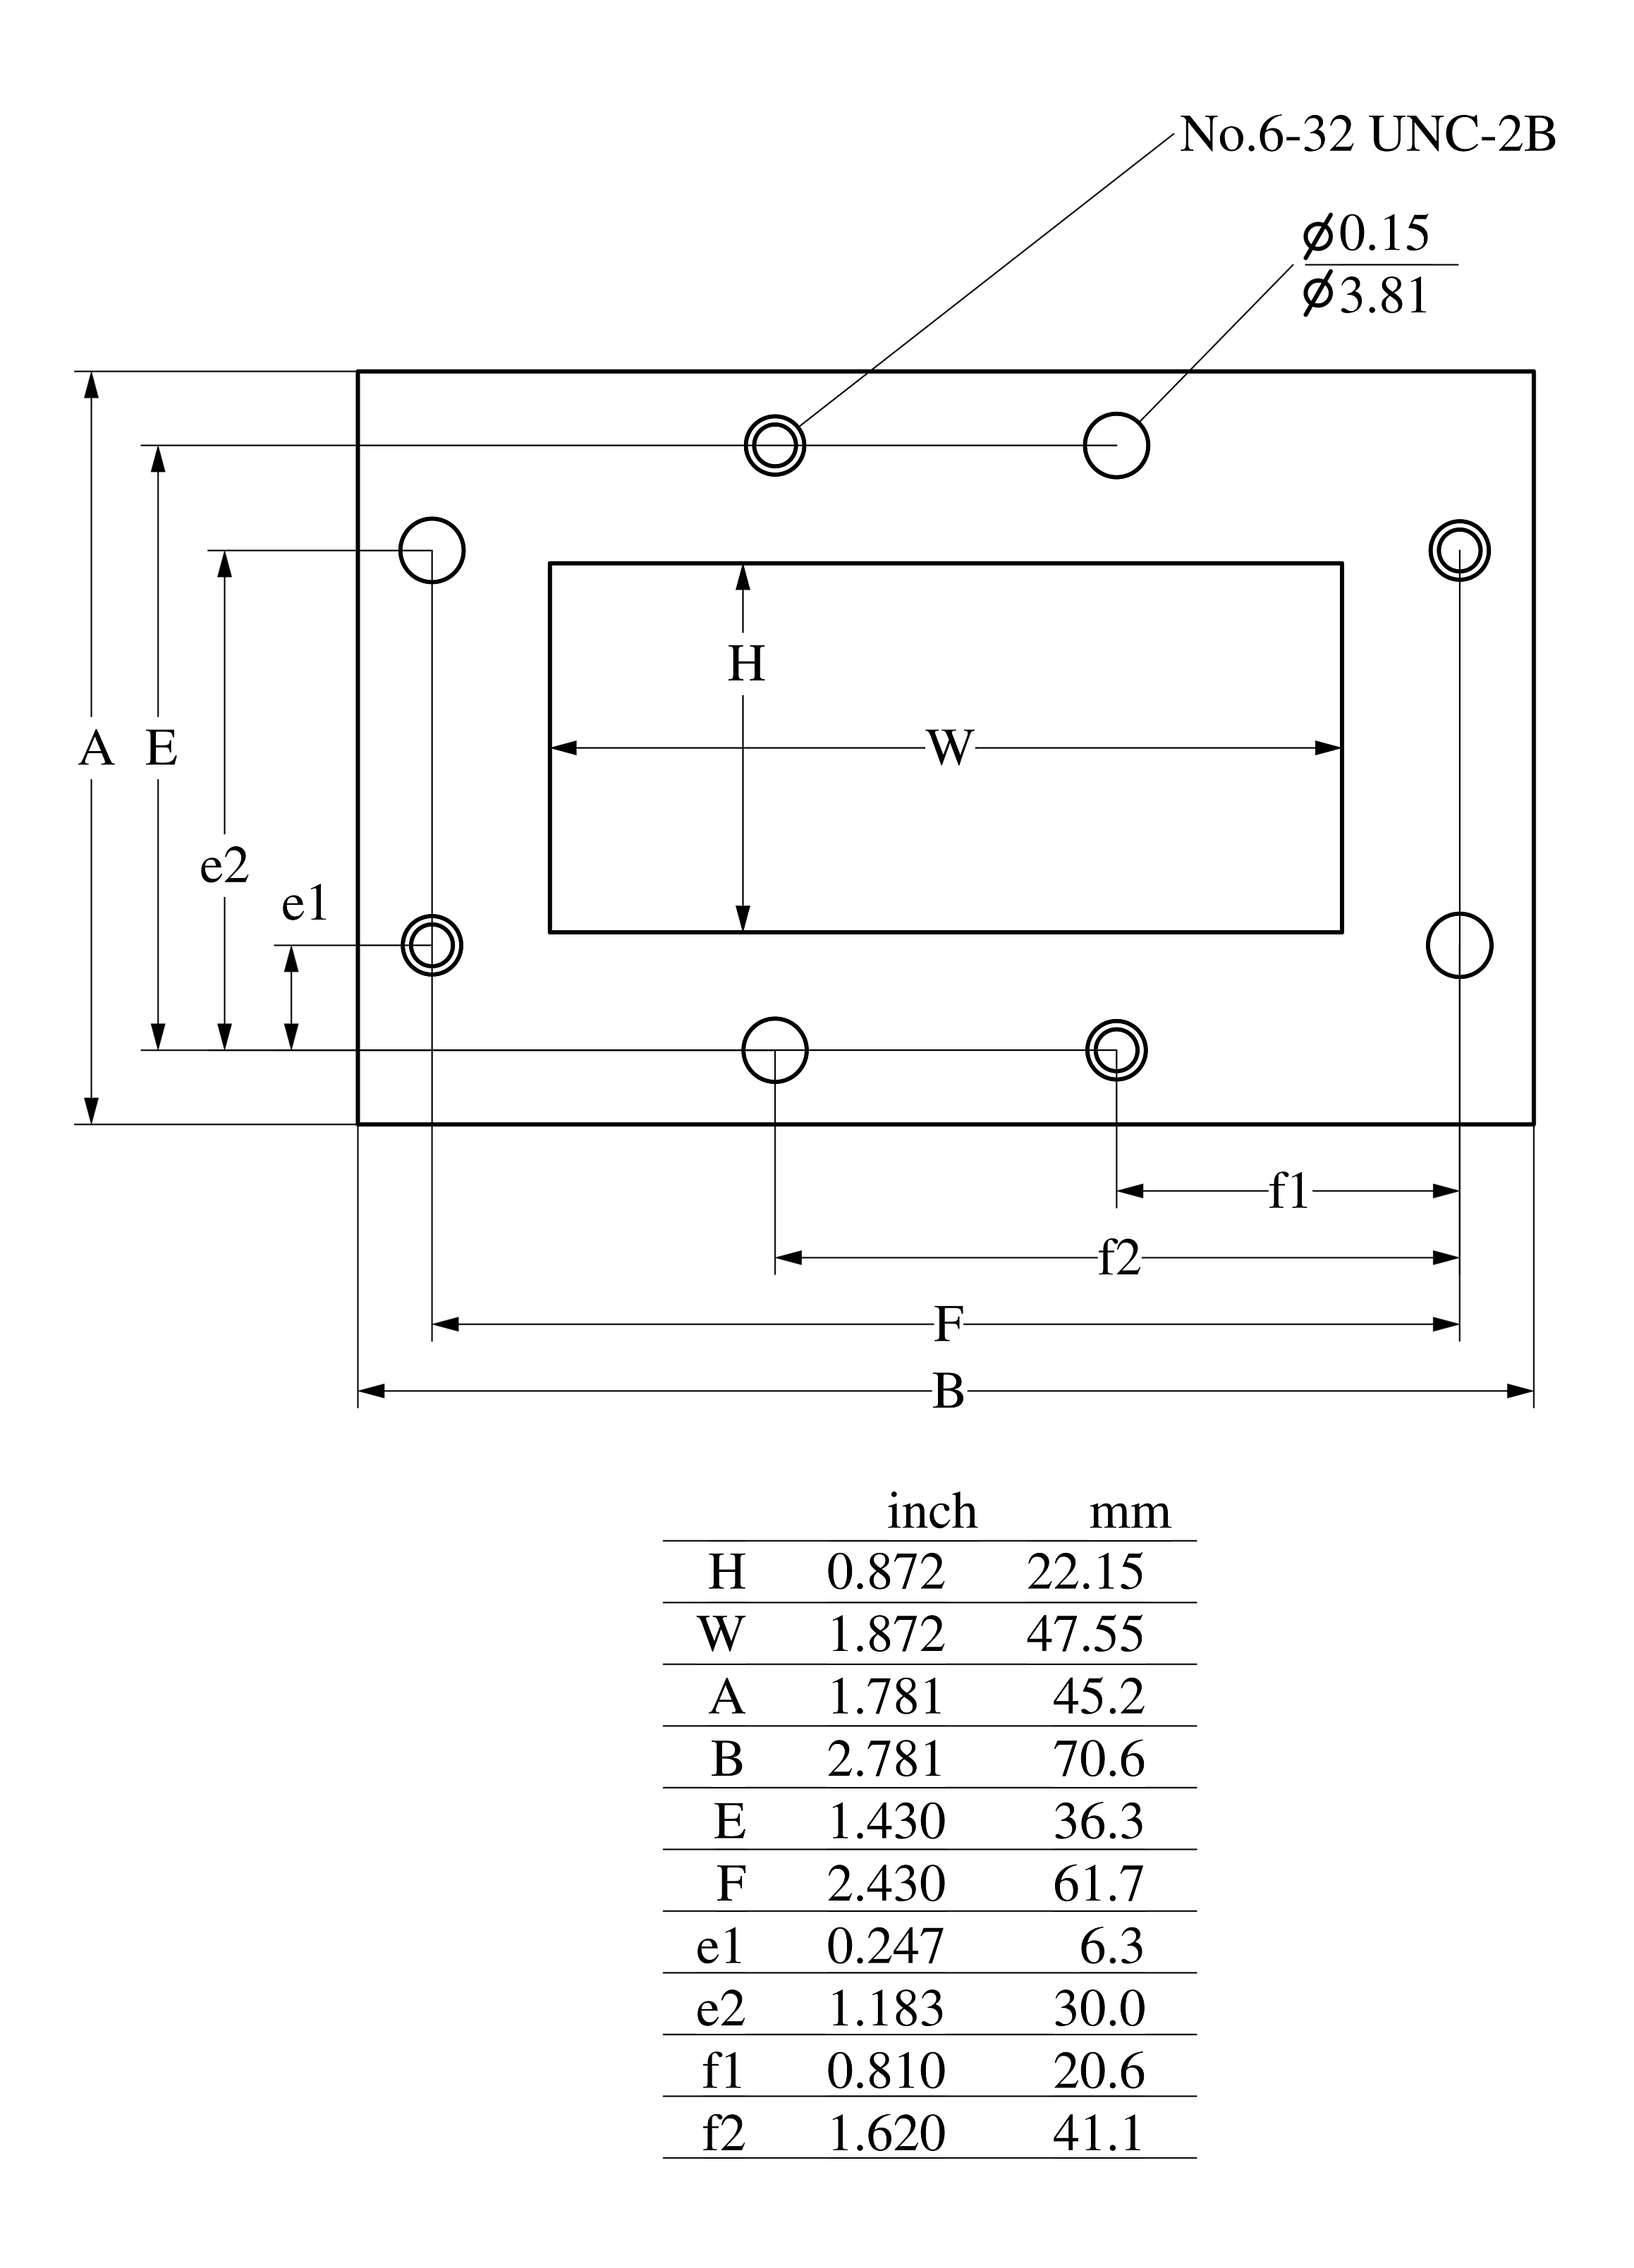 No.6-32 UNC-2B
⌀0.15
⌀3.81
H
A E W
e2
e1
f1
f2
F
B
inch mm
H 0.872 22.15
W 1.872 47.55
A 1.781 45.2
B 2.781 70.6
E 1.430 36.3
F 2.430 61.7
e1 0.247 6.3
e2 1.183 30.0
f1 0.810 20.6
f2 1.620 41.1